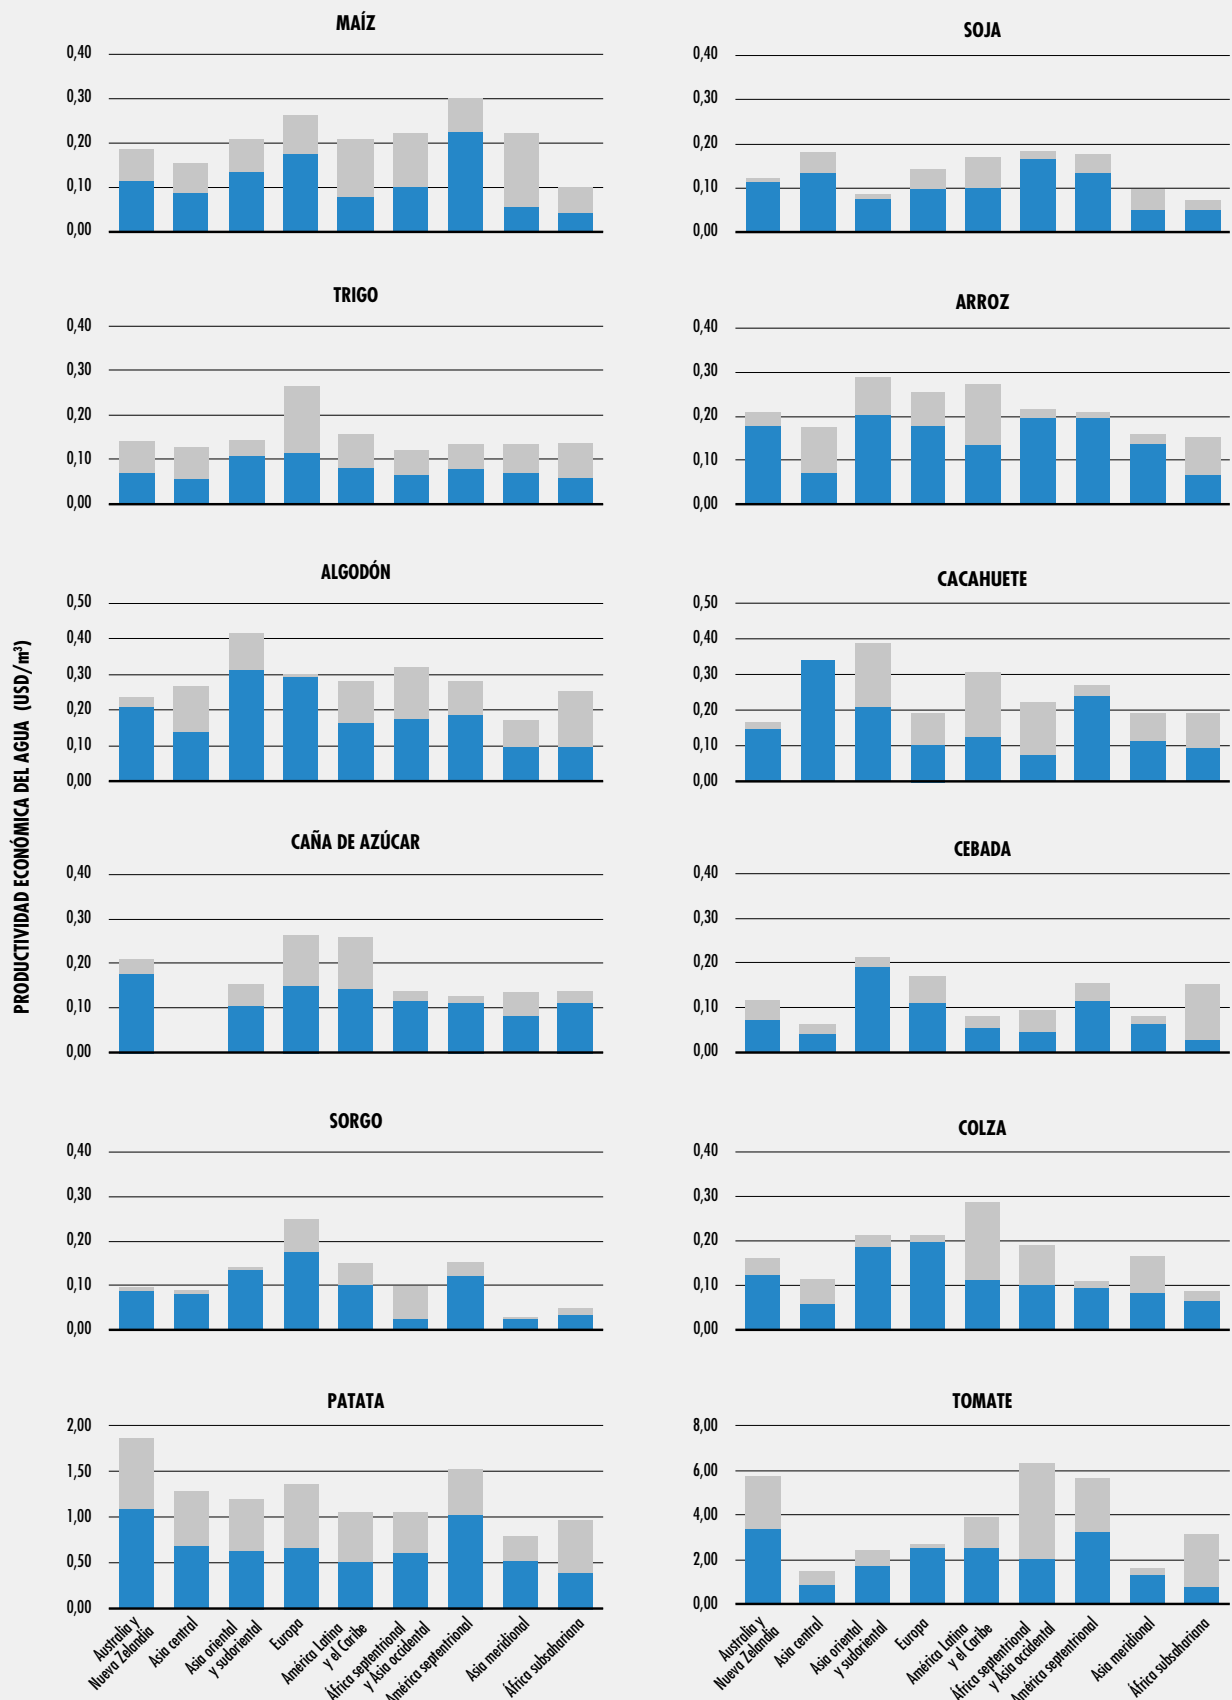 PRODUCTIVIDAD ECONÓMICA DEL AGUA (USD/m³)
MAÍZ
0,40
0,30
0,20
0,10
0,00
SOJA
0,40
0,30
0,20
0,10
0,00
TRIGO
0,40
0,30
0,20
0,10
0,00
ARROZ
0,40
0,30
0,20
0,10
0,00
ALGODÓN
0,50
0,40
0,30
0,20
0,10
0,00
CACAHUETE
0,50
0,40
0,30
0,20
0,10
0,00
CAÑA DE AZÚCAR
0,40
0,30
0,20
0,10
0,00
CEBADA
0,40
0,30
0,20
0,10
0,00
SORGO
0,40
0,30
0,20
0,10
0,00
COLZA
0,40
0,30
0,20
0,10
0,00
PATATA
2,00
1,50
1,00
0,50
0,00
Australia y
Nueva Zelandia
Asia central
Asia oriental
y sudoriental
Europa
América Latina
y el Caribe
África septentrional
y Asia occidental
América septentrional
Asia meridional
África subsahariana
TOMATE
8,00
6,00
4,00
2,00
0,00
Australia y
Nueva Zelandia
Asia central
Asia oriental
y sudoriental
Europa
América Latina
y el Caribe
África septentrional
y Asia occidental
América septentrional
Asia meridional
África subsahariana